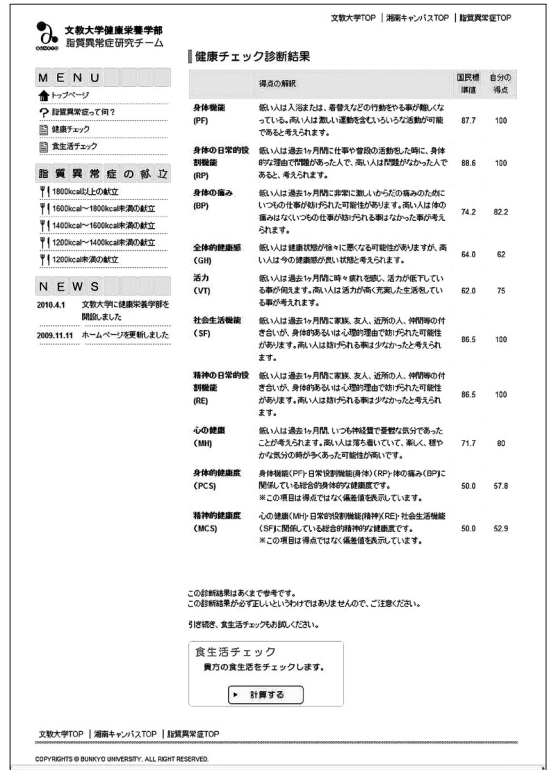 文教大学TOP | 湘南キャンパスTOP | 脂質異常症TOP
BUNKYO
文教大学健康栄養学部
脂質異常症研究チーム
MENU
トップページ
脂質異常症って何？
健康チェック
食生活チェック
脂質異常症の献立
1800kcal以上の献立
1600kcal～1800kcal未満の献立
1400kcal～1600kcal未満の献立
1200kcal～1400kcal未満の献立
1200kcal未満の献立
NEWS
2010.4.1 文教大学に健康栄養学部を
開設しました
2009.11.11 ホームページを更新しました
健康チェック診断結果
得点の解釈 国民標準値 自分の得点
身体機能
(PF)
低い人は入浴または、着替えなどの行動をやる事が難しくな
っている。高い人は激しい運動を含むいろいろな活動が可能
であると考えられます。
87.7 100
身体の日常的役
割機能
(RP)
低い人は過去1ヶ月間に仕事や普段の活動をした時に、身体
的な理由で問題があった人で、高い人は問題がなかった人で
あると、考えられます。
88.6 100
身体の痛み
(BP)
低い人は過去1ヶ月間に非常に激しいからだの痛みのために
いつもの仕事が妨げられた可能性があります。高い人は体の
痛みはなくいつもの仕事が妨げられる事はなかった事が考え
られます。
74.2 82.2
全体的健康感
(GH)
低い人は健康状態が徐々に悪くなる可能性がありますが、高
い人は今の健康感が良い状態と考えられます。
64.0 62
活力
(VT)
低い人は過去1ヶ月間に時々疲れを感じ、活力が低下してい
る事が伺えます。高い人は活力が高く充実した生活をしてい
る事が考えれます。
62.0 75
社会生活機能
(SF)
低い人は過去1ヶ月間に家族、友人、近所の人、仲間等の付
き合いが、身体的あるいは心理的理由で妨げられた可能性
があります。高い人は妨げられる事は少なかったと考えられ
ます。
86.5 100
精神の日常的役
割機能
(RE)
低い人は過去1ヶ月間に家族、友人、近所の人、仲間等の付
き合いが、身体的あるいは心理的理由で妨げられた可能性
があります。高い人は妨げられる事は少なかったと考えられ
ます。
86.5 100
心の健康
(MH)
低い人は過去1ヶ月間、いつも神経質で憂鬱な気分であった
ことが考えられます。高い人は落ち着いていて、楽しく、穏や
かな気分の時が多くあった可能性が高いです。
71.7 80
身体的健康度
(PCS)
身体機能(PF)・日常役割機能(身体)(RP)・体の痛み(BP)に
関係している総合的身体的な健康度です。
※この項目は得点ではなく偏差値を表示しています。
50.0 57.8
精神的健康度
(MCS)
心の健康(MH)・日常的役割機能(精神)(RE)・社会生活機能
(SF)に関係している総合的精神的な健康度です。
※この項目は得点ではなく偏差値を表示しています。
50.0 52.9
この診断結果はあくまで参考です。
この診断結果が必ず正しいというわけではありませんので、ご注意ください。
引き続き、食生活チェックもお試しください。
食生活チェック
貴方の食生活をチェックします。
計算する
文教大学TOP | 湘南キャンパスTOP | 脂質異常症TOP
COPYRIGHTS © BUNKYO UNIVERSITY. ALL RIGHT RESERVED.